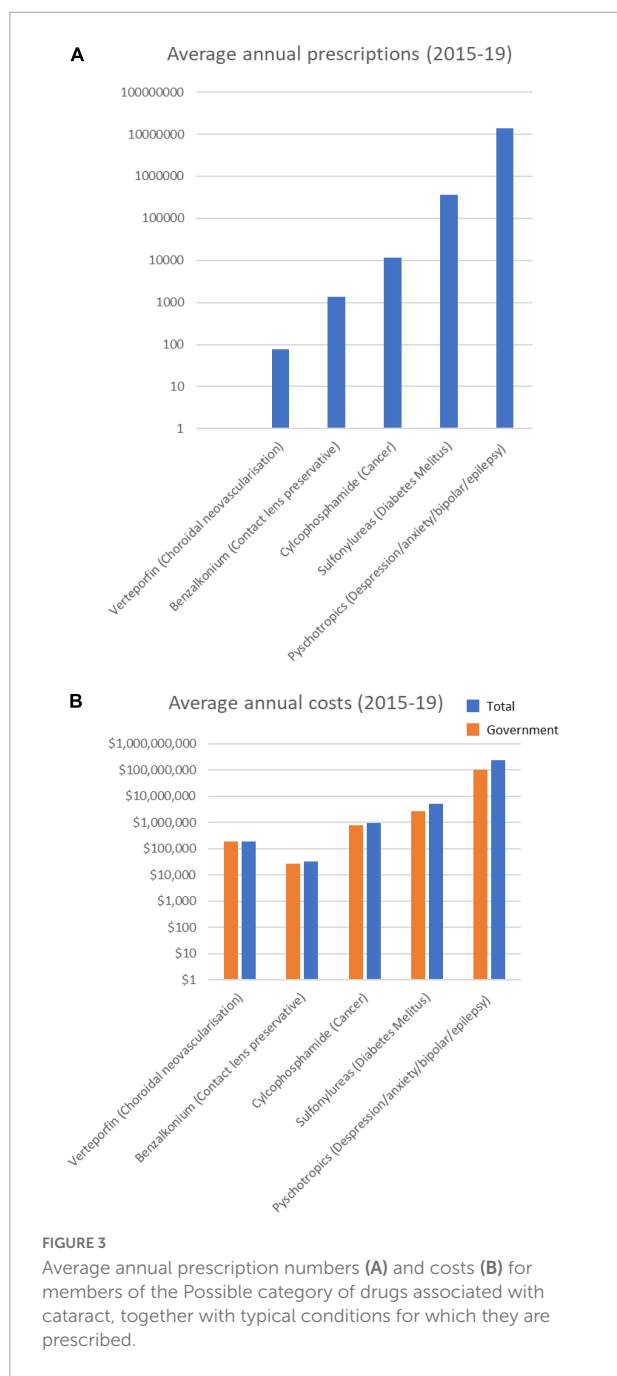 A
Average annual prescriptions (2015-19)
100000000
10000000
1000000
100000
10000
1000
100
10
1
Verteporfin (Choroidal neovascularisation)
Benzalkonium (Contact lens preservative)
Cylcophosphamide (Cancer)
Sulfonylureas (Diabetes Melitus)
Pyschotropics (Despression/anxiety/bipolar/epilepsy)
B
Average annual costs (2015-19)
Total
Government
$1,000,000,000
$100,000,000
$10,000,000
$1,000,000
$100,000
$10,000
$1,000
$100
$10
$1
Verteporfin (Choroidal neovascularisation)
Benzalkonium (Contact lens preservative)
Cylcophosphamide (Cancer)
Sulfonylureas (Diabetes Melitus)
Pyschotropics (Despression/anxiety/bipolar/epilepsy)
FIGURE 3
Average annual prescription numbers (A) and costs (B) for
members of the Possible category of drugs associated with
cataract, together with typical conditions for which they are
prescribed.